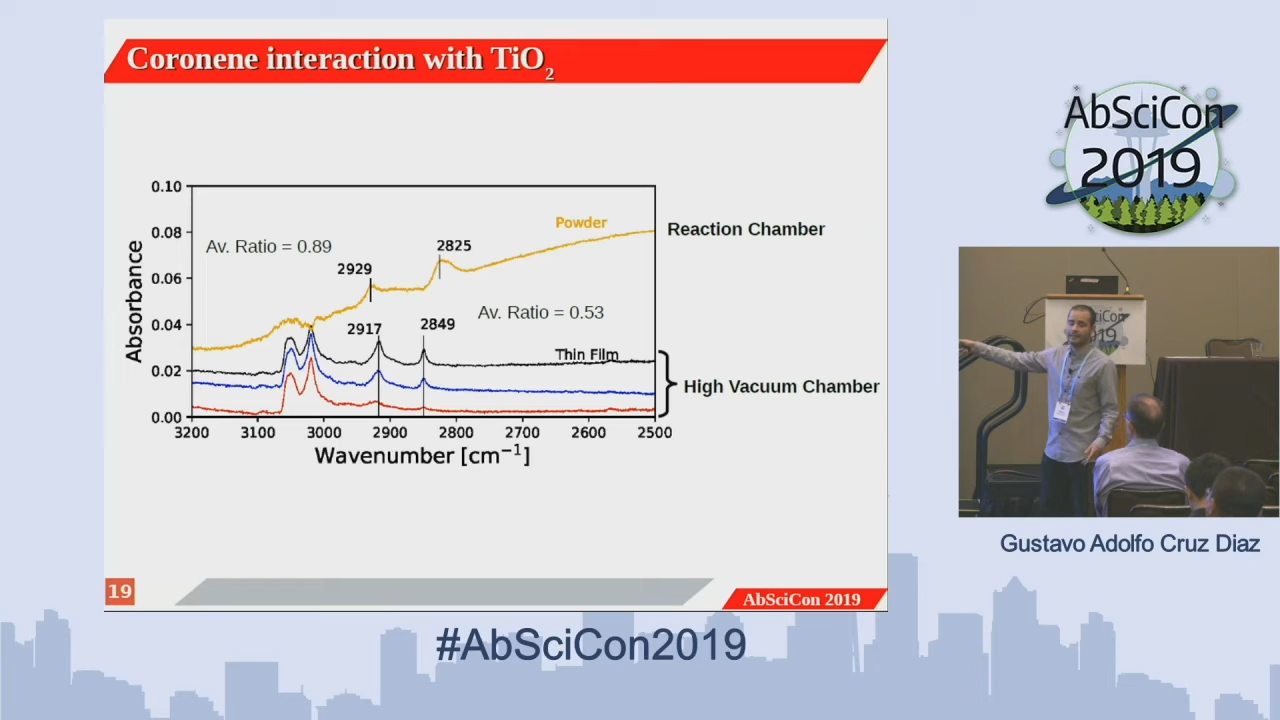 Coronene interaction with TiO2
0.10
0.08
0.06
0.04
0.02
0.00
Absorbance
Av. Ratio = 0.89
Powder
2929
2825
Av. Ratio = 0.53
2917
2849
Thin Film
3200 3100 3000 2900 2800 2700 2600 2500
Wavenumber [cm⁻¹]
Reaction Chamber
High Vacuum Chamber
19
AbSciCon 2019
AbSciCon
2019
Gustavo Adolfo Cruz Diaz
#AbSciCon2019